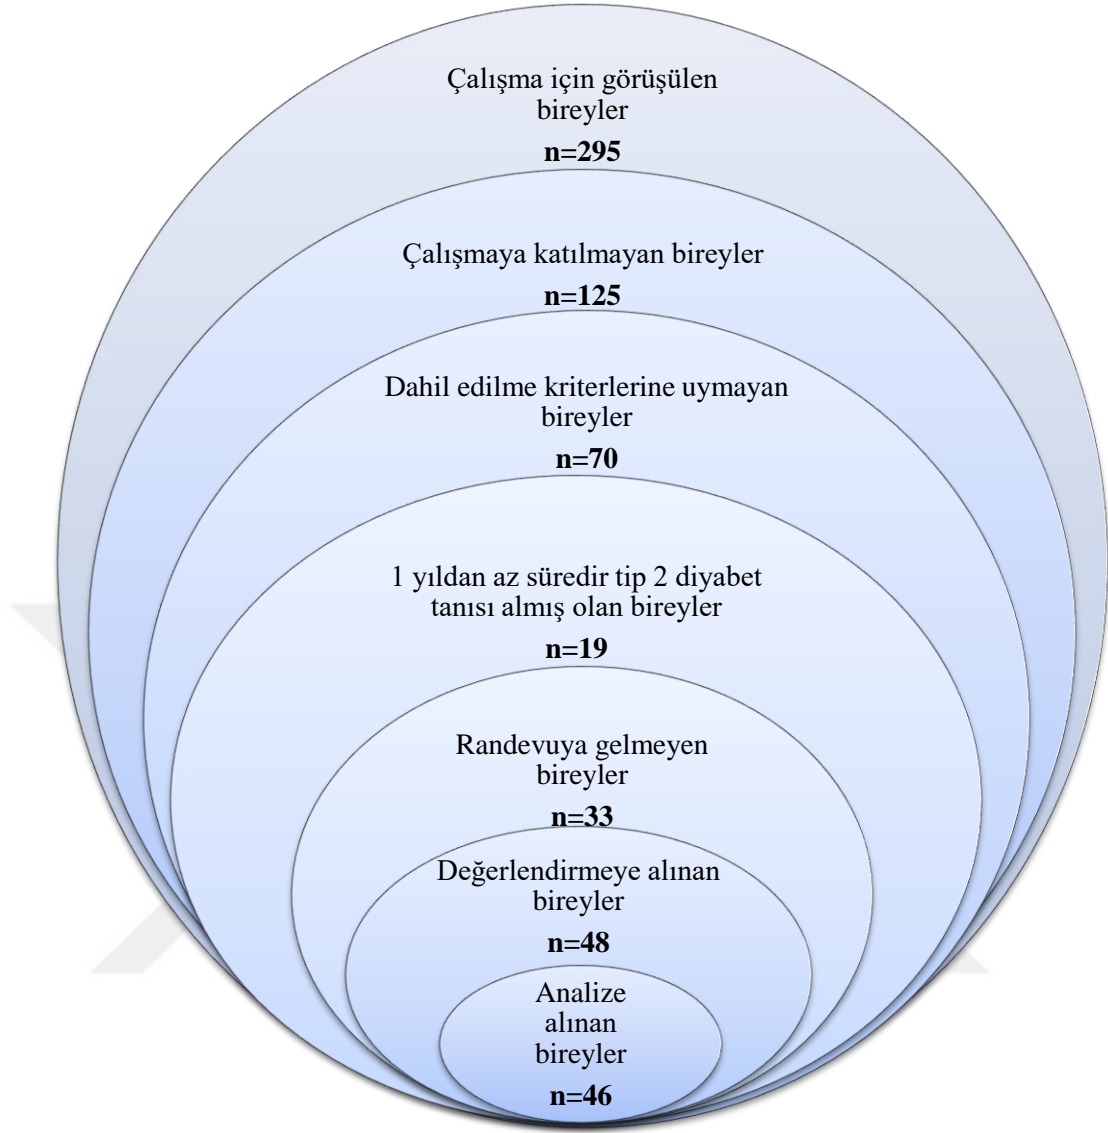 Çalışma için görüşülen
bireyler
n=295
Çalışmaya katılmayan bireyler
n=125
Dahil edilme kriterlerine uymayan
bireyler
n=70
1 yıldan az süredir tip 2 diyabet
tanısı almış olan bireyler
n=19
Randevuya gelmeyen
bireyler
n=33
Değerlendirmeye alınan
bireyler
n=48
Analize
alınan
bireyler
n=46